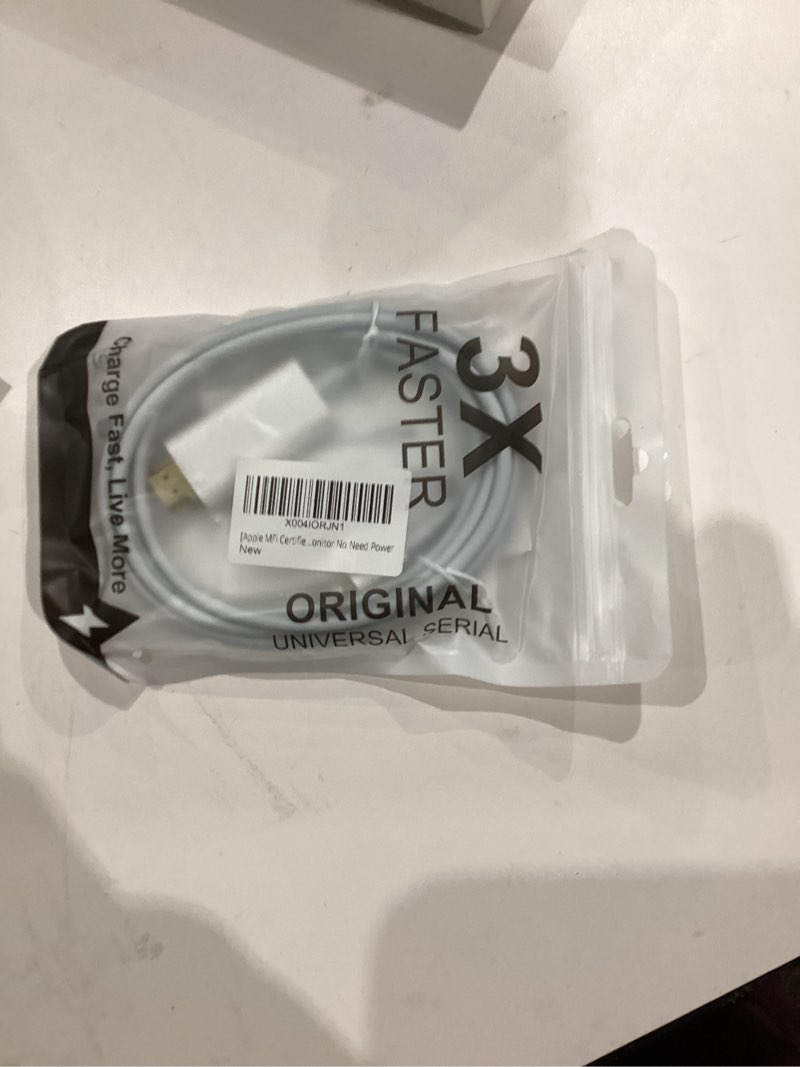 3X
FASTER
Charge Fast, Live More
X004IORJN1
[Apple MFi Certifie...onitor No Need Power
New
ORIGINAL
UNIVERSAL SERIAL